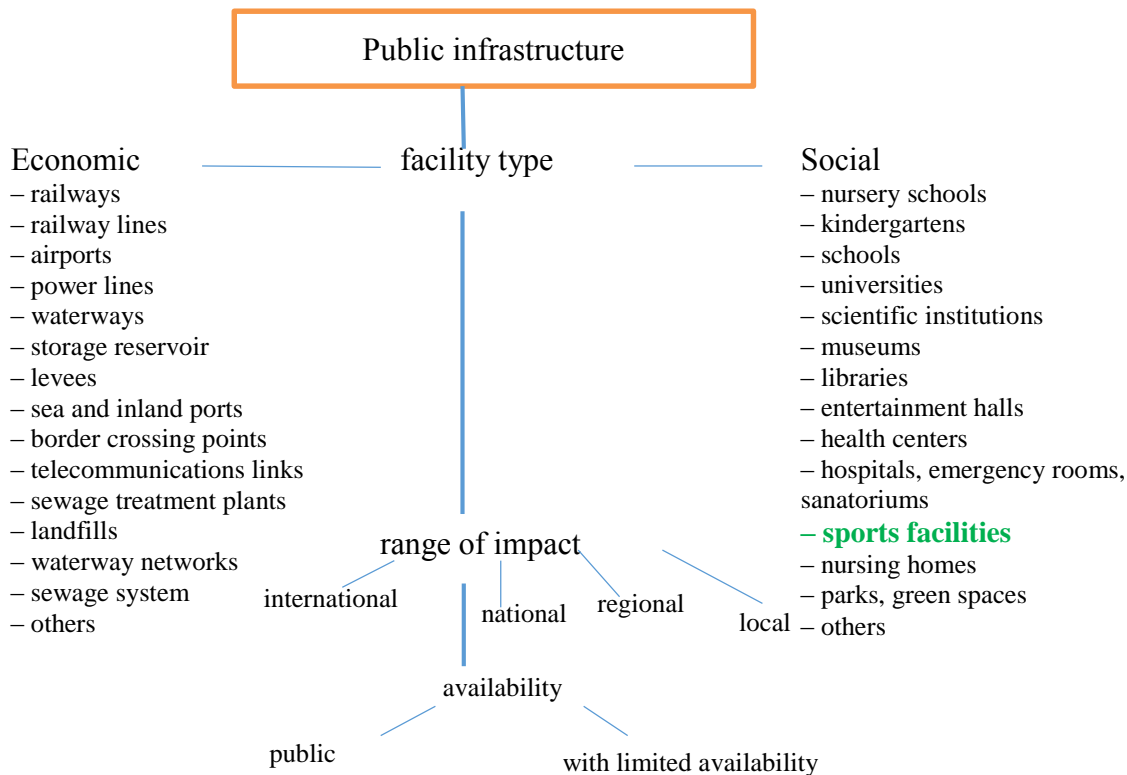 Public infrastructure
facility type
Economic
– railways
– railway lines
– airports
– power lines
– waterways
– storage reservoir
– levees
– sea and inland ports
– border crossing points
– telecommunications links
– sewage treatment plants
– landfills
– waterway networks
– sewage system
– others
Social
– nursery schools
– kindergartens
– schools
– universities
– scientific institutions
– museums
– libraries
– entertainment halls
– health centers
– hospitals, emergency rooms,
sanatoriums
– sports facilities
– nursing homes
– parks, green spaces
– others
range of impact
international
national
regional
local
availability
public
with limited availability